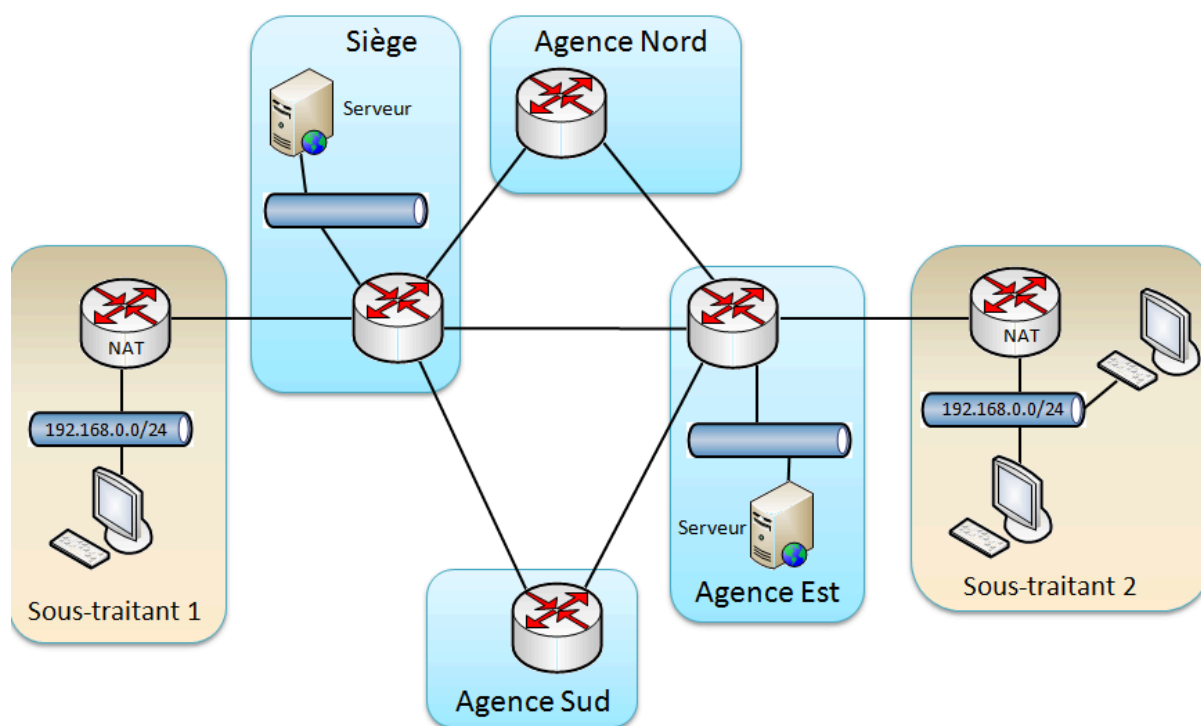 Siège
Agence Nord
Serveur
NAT
NAT
192.168.0.0/24
192.168.0.0/24
Serveur
Sous-traitant 1
Agence Est
Sous-traitant 2
Agence Sud